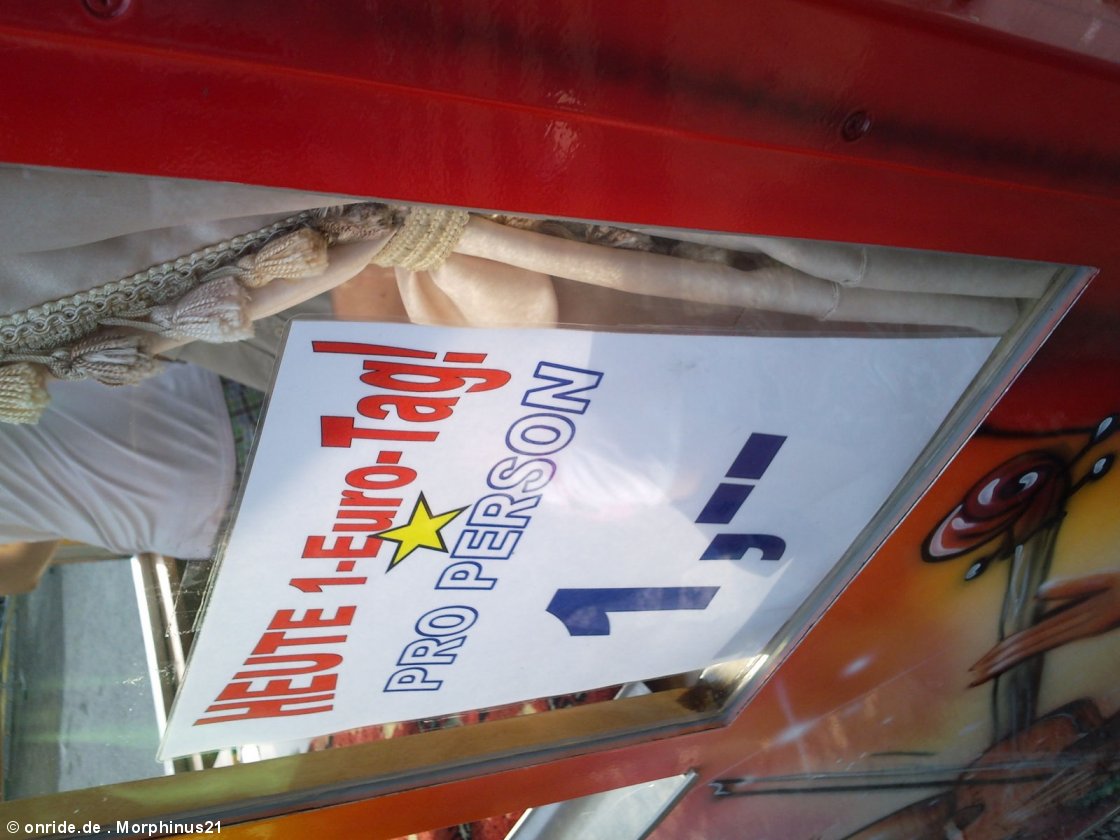 HEUTE 1-Euro-Tag!
PRO PERSON
1,--
© onride.de . Morphinus21